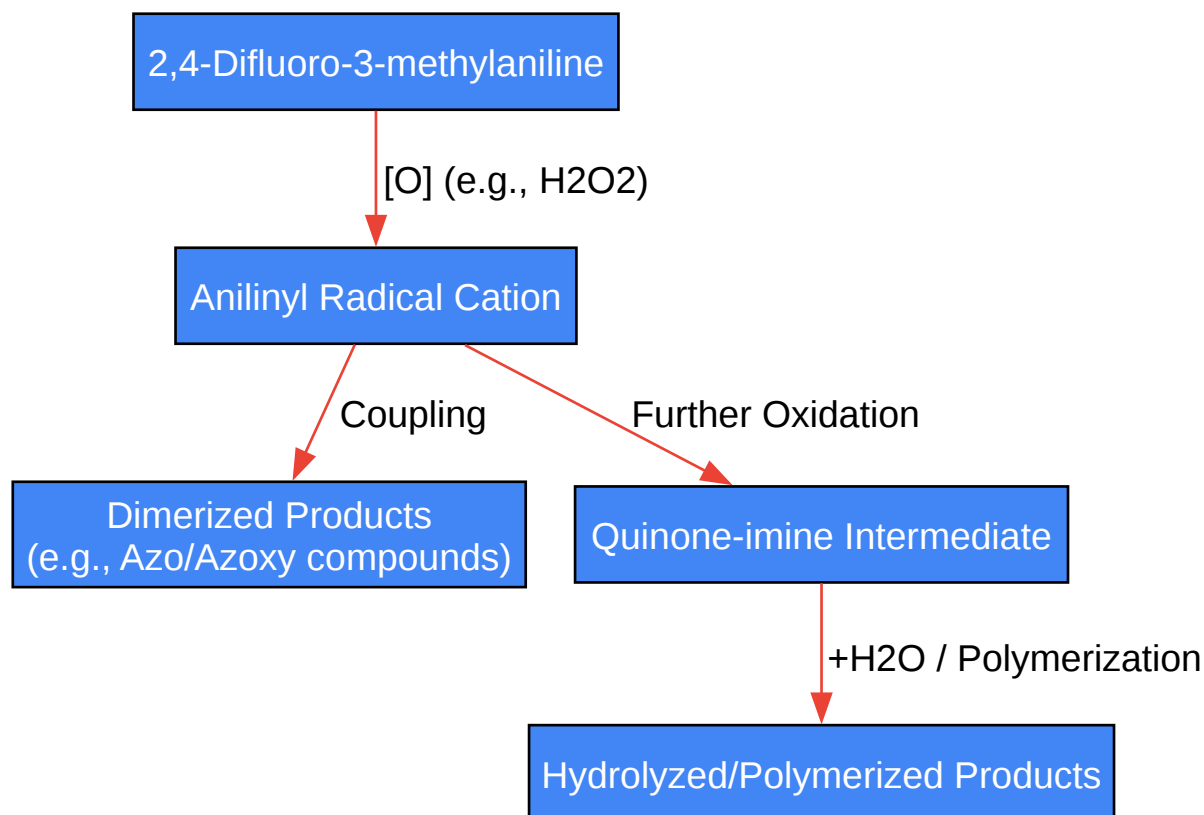 2,4-Difluoro-3-methylaniline
[O] (e.g., H2O2)
Anilinyl Radical Cation
Coupling
Further Oxidation
Dimerized Products
(e.g., Azo/Azoxy compounds)
Quinone-imine Intermediate
+H2O / Polymerization
Hydrolyzed/Polymerized Products